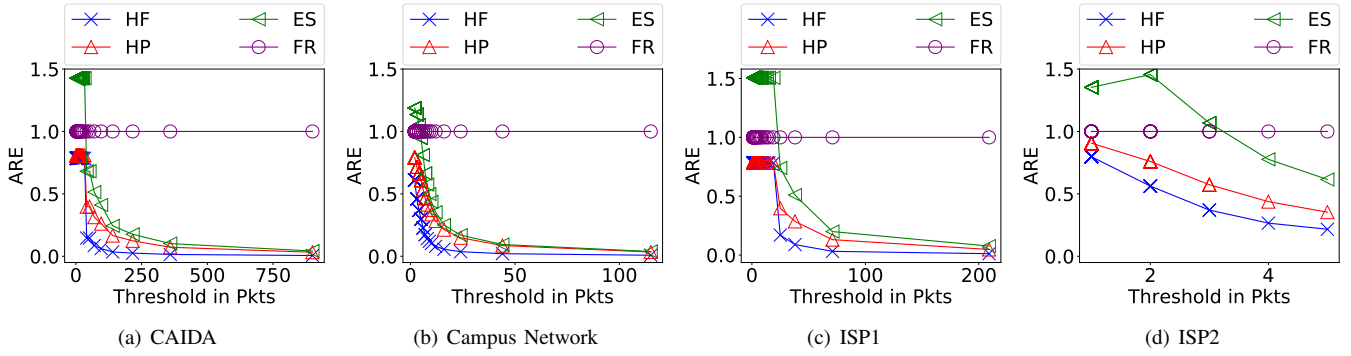 HF
HP
ES
FR
1.5
1.0
0.5
0.0
ARE
0
250
500
750
Threshold in Pkts
(a) CAIDA
HF
HP
ES
FR
1.5
1.0
0.5
0.0
ARE
0
50
100
Threshold in Pkts
(b) Campus Network
HF
HP
ES
FR
1.5
1.0
0.5
0.0
ARE
0
50
100
150
200
Threshold in Pkts
(c) ISP1
HF
HP
ES
FR
1.5
1.0
0.5
0.0
ARE
2
4
Threshold in Pkts
(d) ISP2